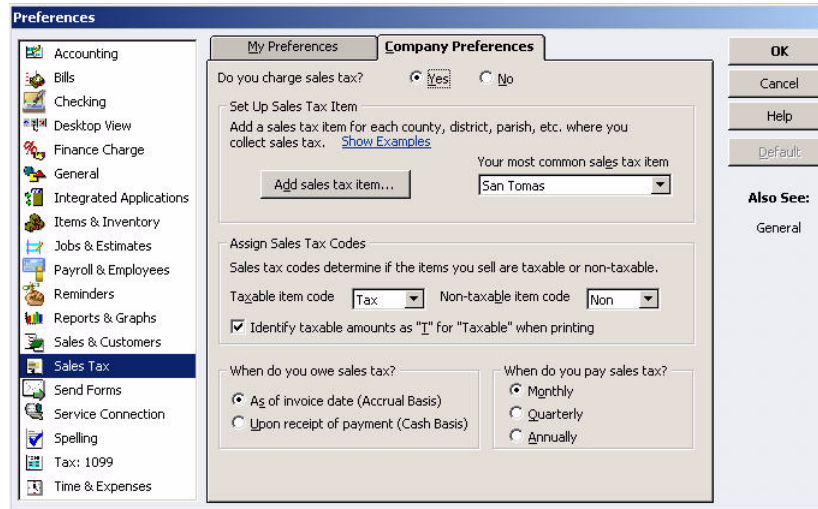 Preferences
Accounting
Bills
Checking
Desktop View
Finance Charge
General
Integrated Applications
Items & Inventory
Jobs & Estimates
Payroll & Employees
Reminders
Reports & Graphs
Sales & Customers
Sales Tax
Send Forms
Service Connection
Spelling
Tax: 1099
Time & Expenses
My Preferences
Company Preferences
Do you charge sales tax? Yes No
Set Up Sales Tax Item
Add a sales tax item for each county, district, parish, etc. where you
collect sales tax. Show Examples
Your most common sales tax item
Add sales tax item... San Tomas
Assign Sales Tax Codes
Sales tax codes determine if the items you sell are taxable or non-taxable.
Taxable item code Tax Non-taxable item code Non
Identify taxable amounts as "T" for "Taxable" when printing
When do you owe sales tax?
As of invoice date (Accrual Basis)
Upon receipt of payment (Cash Basis)
When do you pay sales tax?
Monthly
Quarterly
Annually
OK
Cancel
Help
Default
Also See:
General